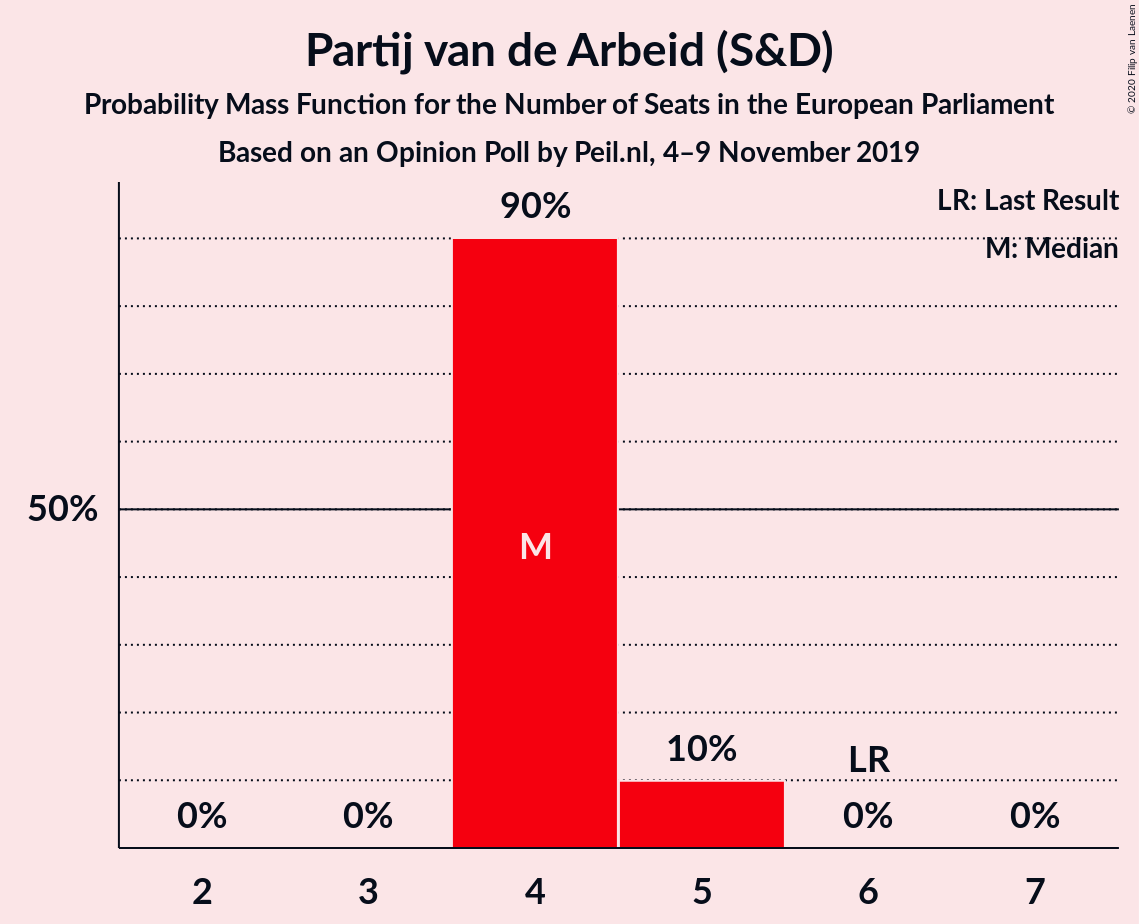 Partij van de Arbeid (S&D)
Probability Mass Function for the Number of Seats in the European Parliament
Based on an Opinion Poll by Peil.nl, 4–9 November 2019
© 2020 Filip van Laenen
LR: Last Result
M: Median
90%
50%
M
10%
LR
0%
0%
0%
0%
2
3
4
5
6
7